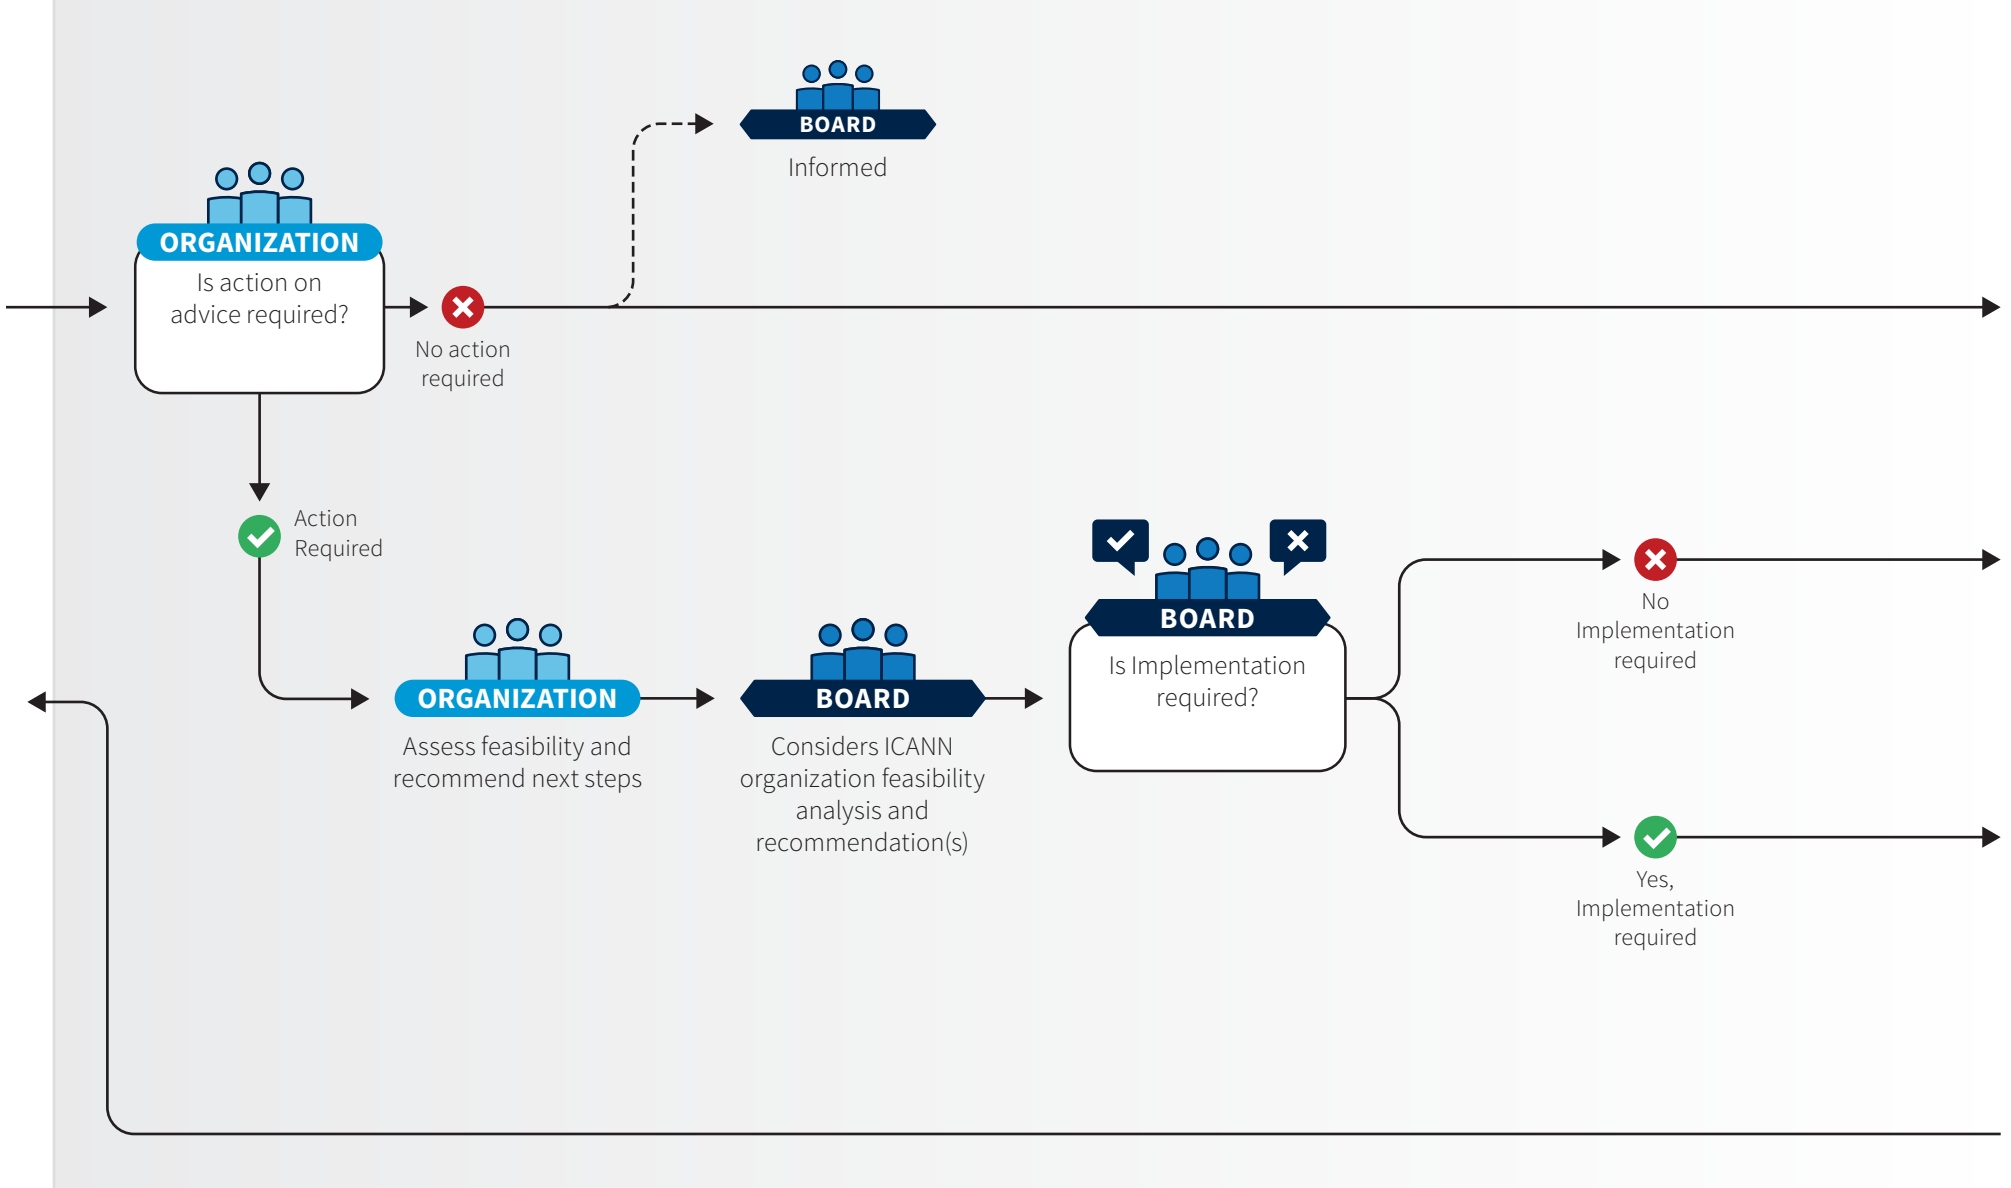 BOARD
Informed
ORGANIZATION
Is action on
advice required?
No action
required
Action
Required
ORGANIZATION
Assess feasibility and
recommend next steps
BOARD
Considers ICANN
organization feasibility
analysis and
recommendation(s)
BOARD
Is Implementation
required?
No
Implementation
required
Yes,
Implementation
required